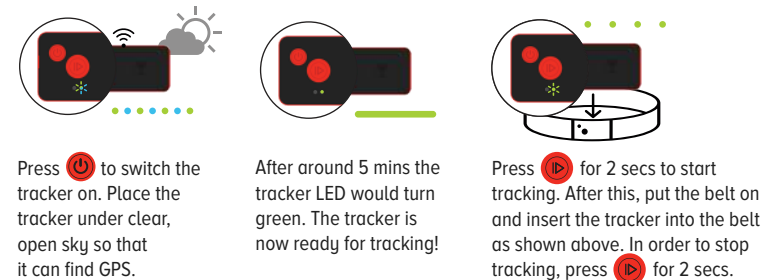 Press to switch the
tracker on. Place the
tracker under clear,
open sky so that
it can find GPS.
After around 5 mins the
tracker LED would turn
green. The tracker is
now ready for tracking!
Press for 2 secs to start
tracking. After this, put the belt on
and insert the tracker into the belt
as shown above. In order to stop
tracking, press for 2 secs.